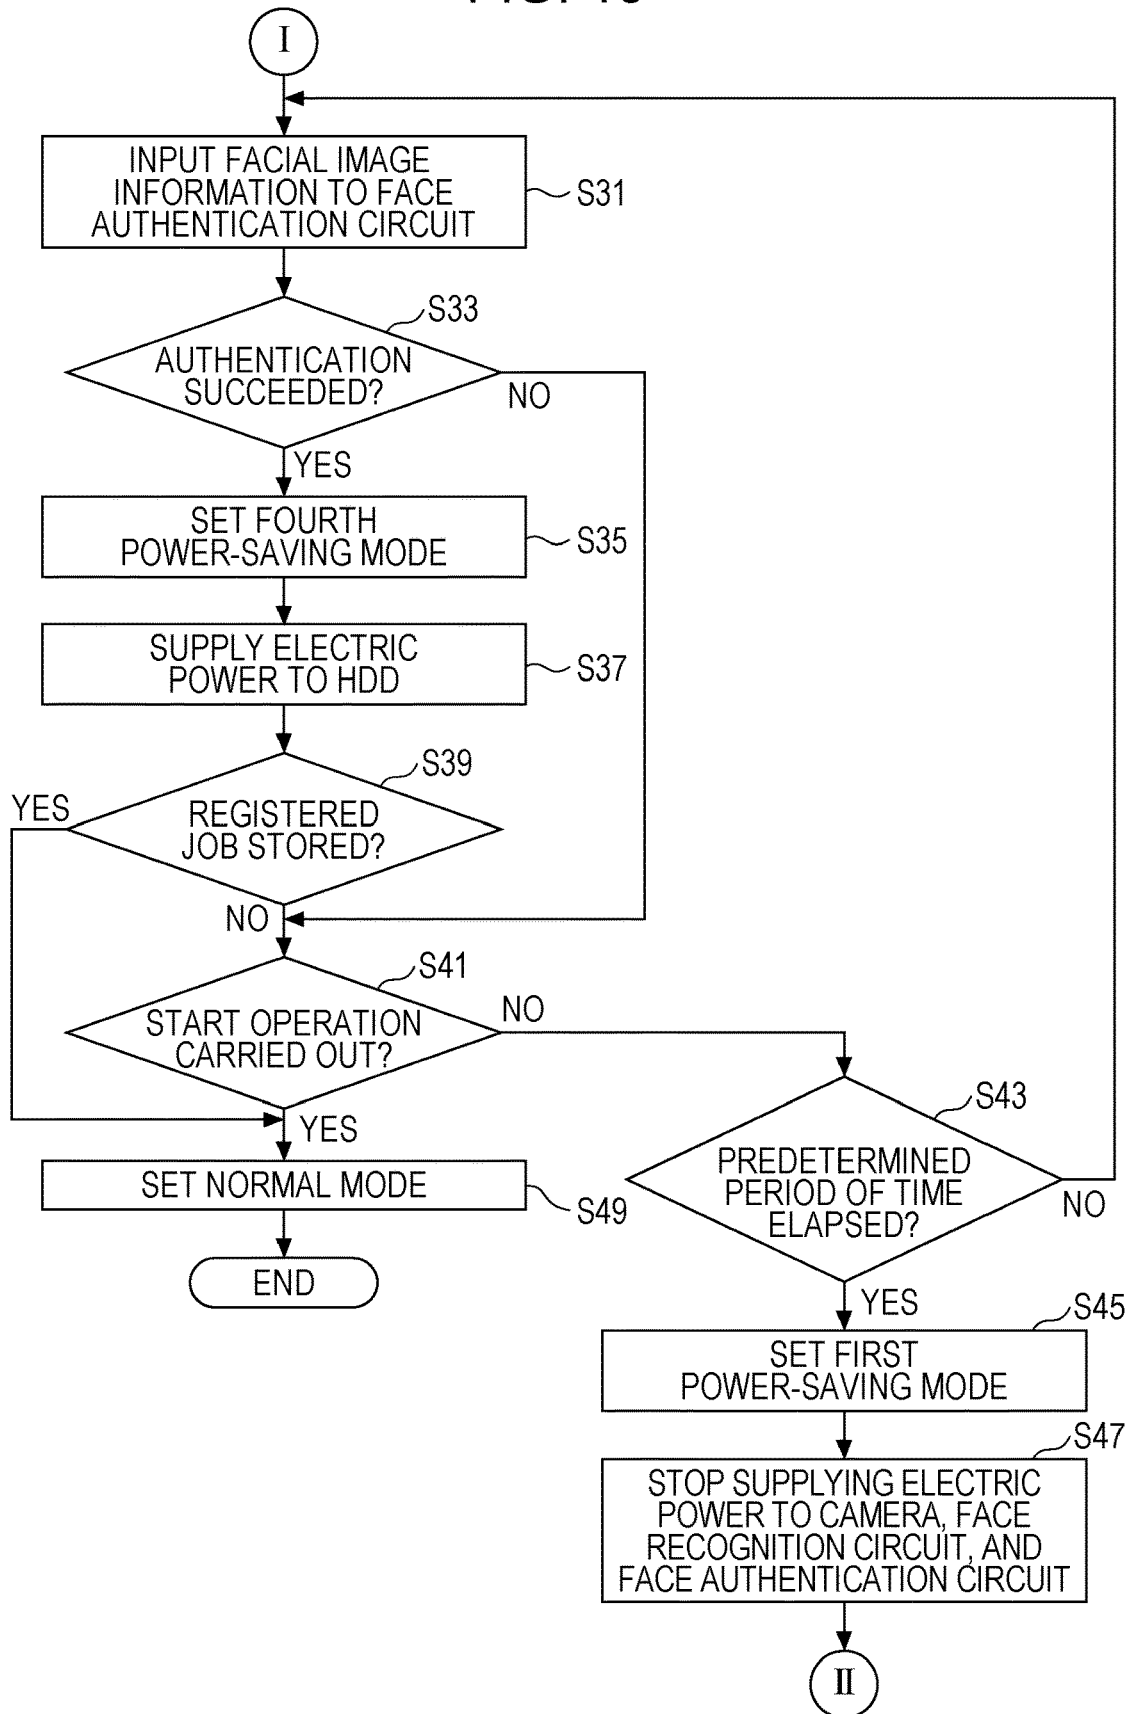 I
INPUT FACIAL IMAGE
INFORMATION TO FACE
AUTHENTICATION CIRCUIT
S31
S33
AUTHENTICATION
SUCCEEDED?
NO
YES
SET FOURTH
POWER-SAVING MODE
S35
SUPPLY ELECTRIC
POWER TO HDD
S37
S39
YES
REGISTERED
JOB STORED?
NO
S41
START OPERATION
CARRIED OUT?
NO
YES
S43
PREDETERMINED
PERIOD OF TIME
ELAPSED?
NO
SET NORMAL MODE
S49
END
YES
S45
SET FIRST
POWER-SAVING MODE
S47
STOP SUPPLYING ELECTRIC
POWER TO CAMERA, FACE
RECOGNITION CIRCUIT, AND
FACE AUTHENTICATION CIRCUIT
II